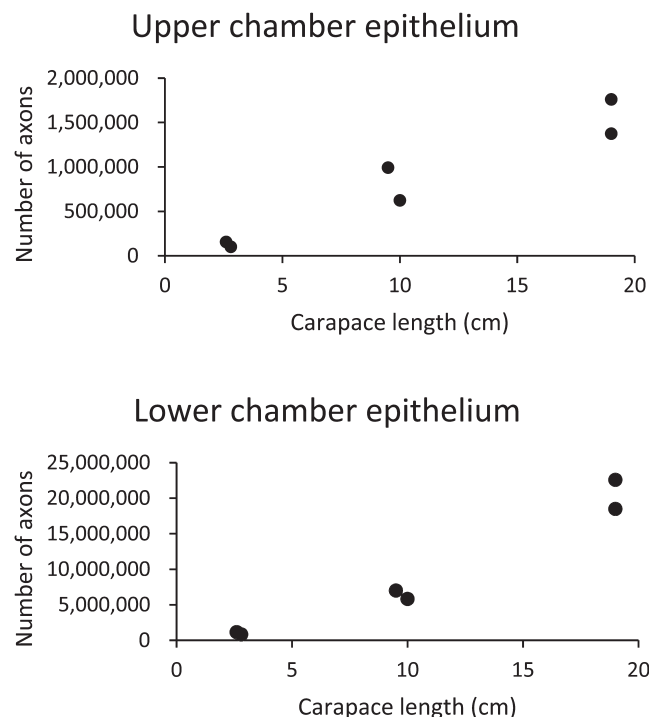 Upper chamber epithelium
2,000,000
1,500,000
1,000,000
500,000
0
Number of axons
0 5 10 15 20
Carapace length (cm)
Lower chamber epithelium
25,000,000
20,000,000
15,000,000
10,000,000
5,000,000
0
Number of axons
0 5 10 15 20
Carapace length (cm)